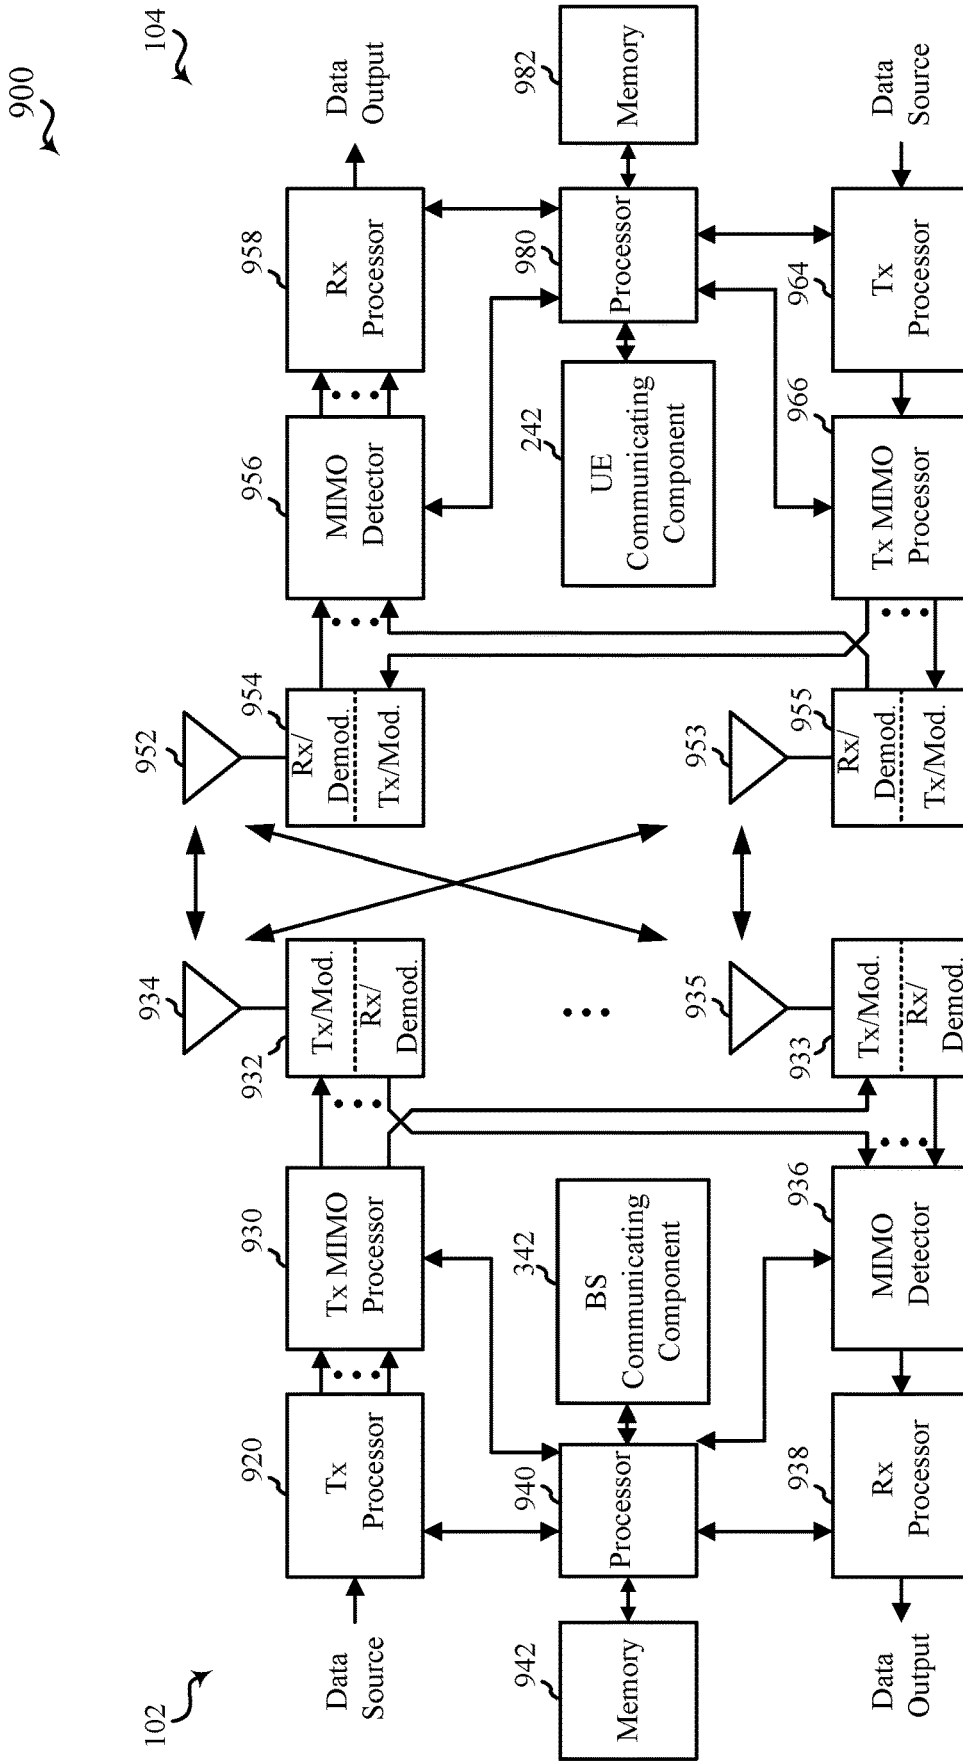 900
102
104
Data
Source
920
Tx
Processor
930
Tx MIMO
Processor
932
Tx/Mod.
Rx/
Demod.
934
952
954
Rx/
Demod.
Tx/Mod.
956
MIMO
Detector
958
Rx
Processor
Data
Output
942
Memory
940
Processor
342
BS
Communicating
Component
242
UE
Communicating
Component
980
Processor
982
Memory
Data
Output
938
Rx
Processor
936
MIMO
Detector
933
Tx/Mod.
Rx/
Demod.
935
953
955
Rx/
Demod.
Tx/Mod.
966
Tx MIMO
Processor
964
Tx
Processor
Data
Source